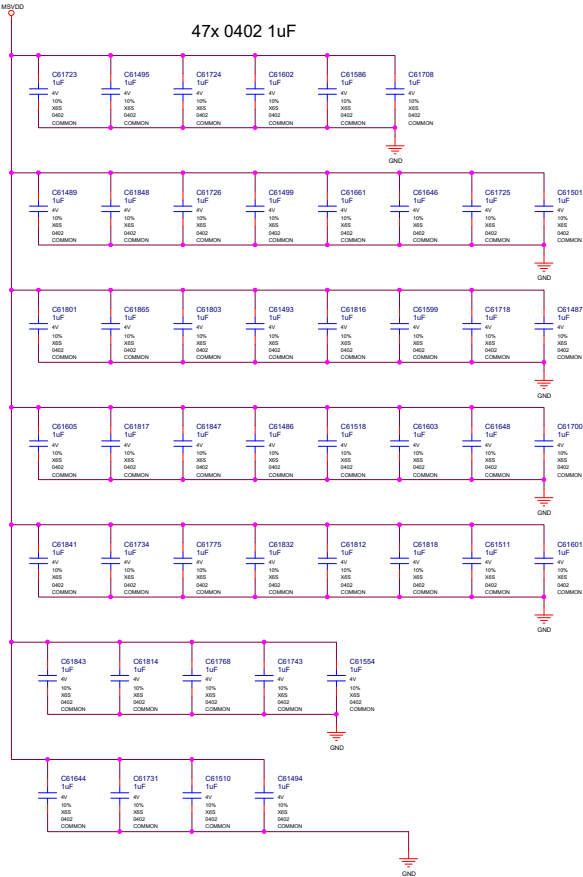 MSVDD
47x 0402 1uF
C61723 C61495 C61724 C61602 C61586 C61708
1uF 1uF 1uF 1uF 1uF 1uF
4V 4V 4V 4V 4V 4V
10% 10% 10% 10% 10% 10%
X6S X6S X6S X6S X6S X6S
0402 0402 0402 0402 0402 0402
COMMON COMMON COMMON COMMON COMMON COMMON
GND
C61489 C61848 C61726 C61499 C61661 C61646 C61725 C61501
1uF 1uF 1uF 1uF 1uF 1uF 1uF 1uF
4V 4V 4V 4V 4V 4V 4V 4V
10% 10% 10% 10% 10% 10% 10% 10%
X6S X6S X6S X6S X6S X6S X6S X6S
0402 0402 0402 0402 0402 0402 0402 0402
COMMON COMMON COMMON COMMON COMMON COMMON COMMON COMMON
GND
C61801 C61865 C61803 C61493 C61816 C61599 C61718 C61487
1uF 1uF 1uF 1uF 1uF 1uF 1uF 1uF
4V 4V 4V 4V 4V 4V 4V 4V
10% 10% 10% 10% 10% 10% 10% 10%
X6S X6S X6S X6S X6S X6S X6S X6S
0402 0402 0402 0402 0402 0402 0402 0402
COMMON COMMON COMMON COMMON COMMON COMMON COMMON COMMON
GND
C61605 C61817 C61847 C61486 C61518 C61603 C61648 C61700
1uF 1uF 1uF 1uF 1uF 1uF 1uF 1uF
4V 4V 4V 4V 4V 4V 4V 4V
10% 10% 10% 10% 10% 10% 10% 10%
X6S X6S X6S X6S X6S X6S X6S X6S
0402 0402 0402 0402 0402 0402 0402 0402
COMMON COMMON COMMON COMMON COMMON COMMON COMMON COMMON
GND
C61841 C61734 C61775 C61832 C61812 C61818 C61511 C61601
1uF 1uF 1uF 1uF 1uF 1uF 1uF 1uF
4V 4V 4V 4V 4V 4V 4V 4V
10% 10% 10% 10% 10% 10% 10% 10%
X6S X6S X6S X6S X6S X6S X6S X6S
0402 0402 0402 0402 0402 0402 0402 0402
COMMON COMMON COMMON COMMON COMMON COMMON COMMON COMMON
GND
C61843 C61814 C61768 C61743 C61554
1uF 1uF 1uF 1uF 1uF
4V 4V 4V 4V 4V
10% 10% 10% 10% 10%
X6S X6S X6S X6S X6S
0402 0402 0402 0402 0402
COMMON COMMON COMMON COMMON COMMON
GND
C61644 C61731 C61510 C61494
1uF 1uF 1uF 1uF
4V 4V 4V 4V
10% 10% 10% 10%
X6S X6S X6S X6S
0402 0402 0402 0402
COMMON COMMON COMMON COMMON
GND